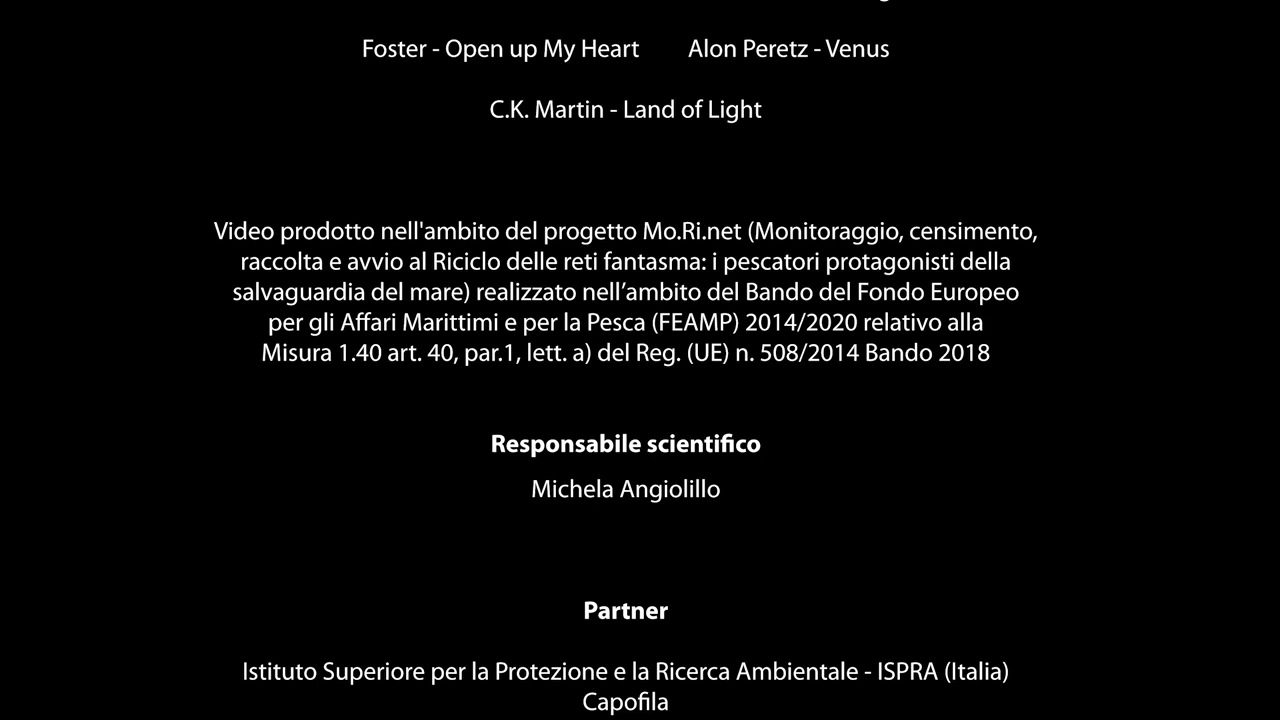 Foster - Open up My Heart Alon Peretz - Venus
C.K. Martin - Land of Light
Video prodotto nell'ambito del progetto Mo.Ri.net (Monitoraggio, censimento,
raccolta e avvio al Riciclo delle reti fantasma: i pescatori protagonisti della
salvaguardia del mare) realizzato nell’ambito del Bando del Fondo Europeo
per gli Affari Marittimi e per la Pesca (FEAMP) 2014/2020 relativo alla
Misura 1.40 art. 40, par.1, lett. a) del Reg. (UE) n. 508/2014 Bando 2018
Responsabile scientifico
Michela Angiolillo
Partner
Istituto Superiore per la Protezione e la Ricerca Ambientale - ISPRA (Italia)
Capofila